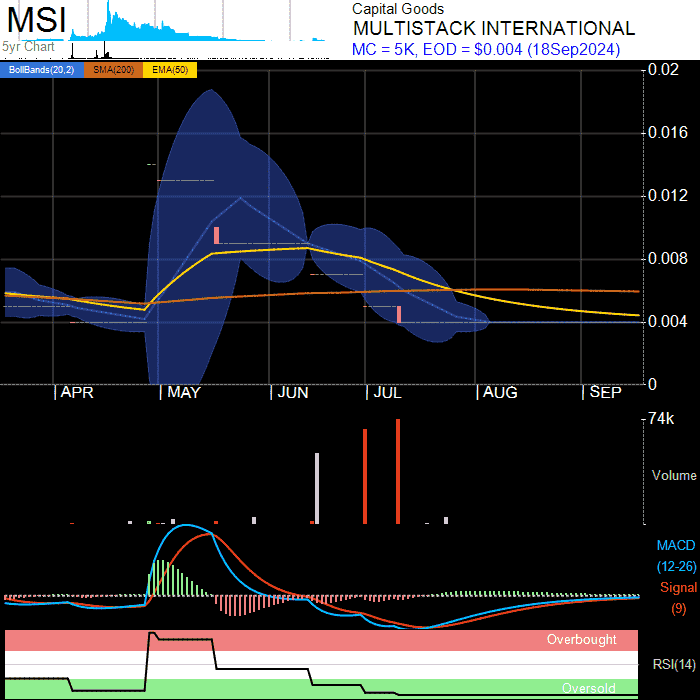 MSI
5yr Chart
Capital Goods
MULTISTACK INTERNATIONAL
MC = 5K, EOD = $0.004 (18Sep2024)
BollBands(20,2) SMA(200) EMA(50)
0.02
0.016
0.012
0.008
0.004
0
APR MAY JUN JUL AUG SEP
74k
Volume
MACD
(12-26)
Signal
(9)
Overbought
RSI(14)
Oversold